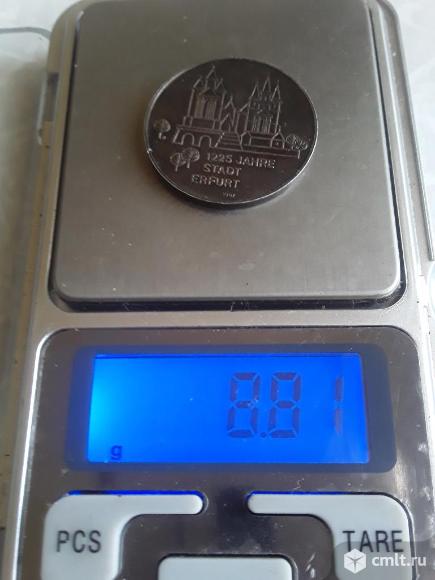 1225 JAHRE
STADT
ERFURT
8.81
g
PCS
TARE
cmlt.ru